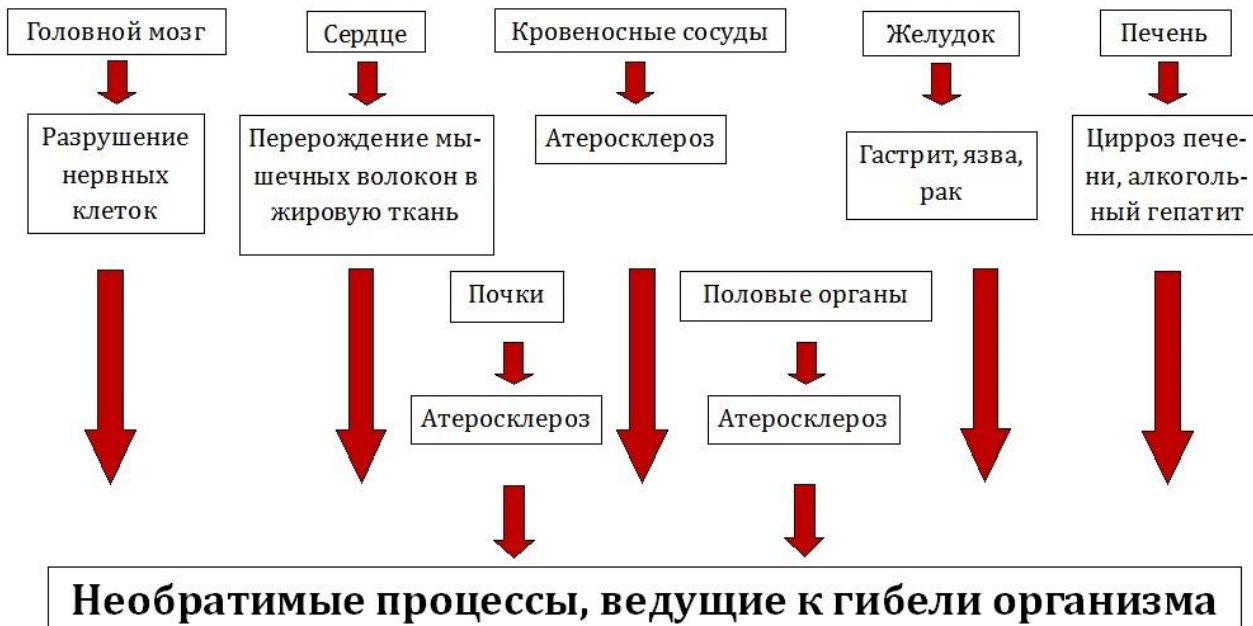 Головной мозг
Сердце
Кровеносные сосуды
Желудок
Печень
Разрушение
нервных
клеток
Перерождение мы-
шечных волокон в
жировую ткань
Атеросклероз
Гастрит, язва,
рак
Цирроз пече-
ни, алкоголь-
ный гепатит
Почки
Половые органы
Атеросклероз
Атеросклероз
Необратимые процессы, ведущие к гибели организма